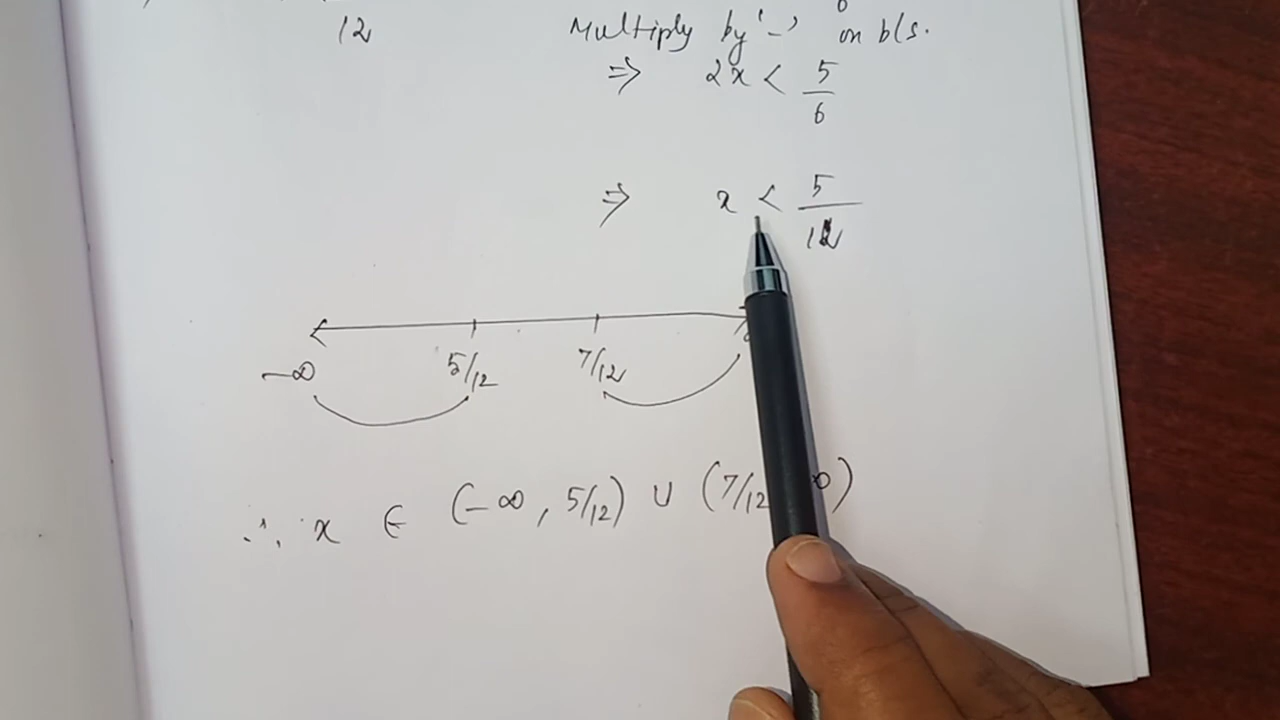 12
Multiply by '-' on b/s.
⇒ 2x < 5/6
⇒ x < 5/12
-∞ 5/12 7/12
∴ x ∈ (-∞, 5/12) ∪ (7/12 ∞)